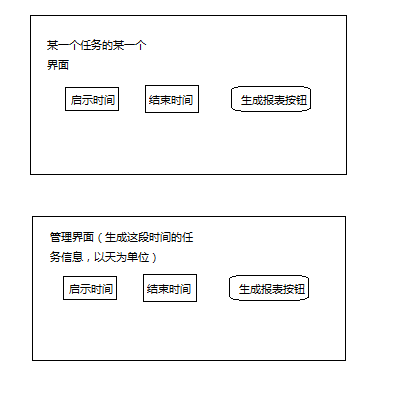 某一个任务的某一个
界面
启示时间 结束时间 生成报表按钮
管理界面（生成这段时间的任
务信息，以天为单位）
启示时间 结束时间 生成报表按钮